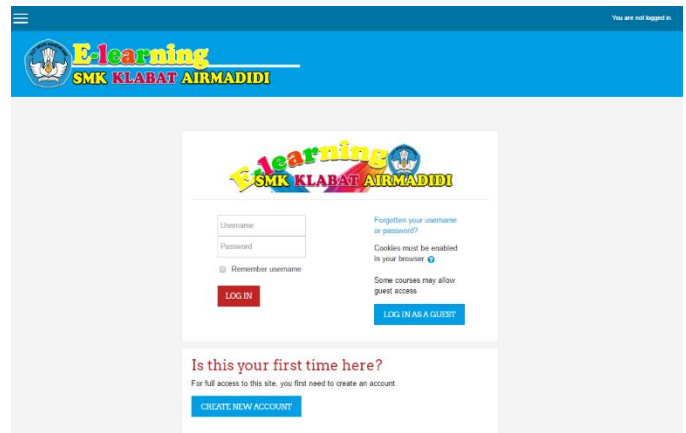 You are not logged in.
E-learning
SMK KLABAT AIRMADIDI
E-learning
SMK KLABAT AIRMADIDI
Username
Password
Remember username
LOG IN
Forgotten your username
or password?
Cookies must be enabled
in your browser
Some courses may allow
guest access
LOG IN AS A GUEST
Is this your first time here?
For full access to this site, you first need to create an account.
CREATE NEW ACCOUNT